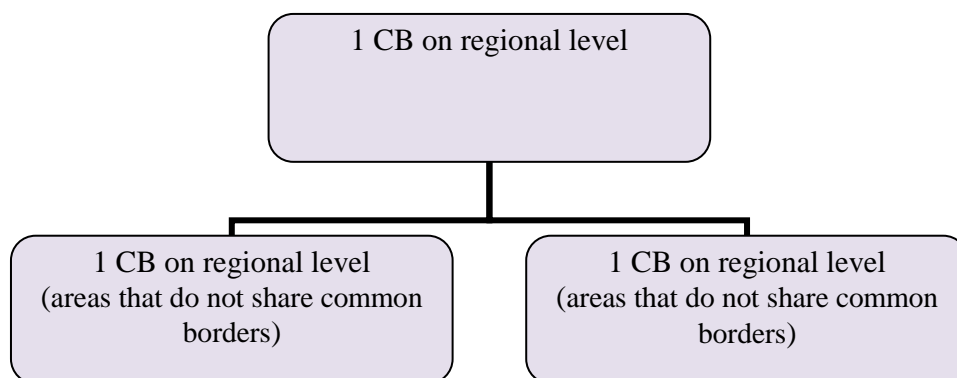 1 CB on regional level
1 CB on regional level
(areas that do not share common
borders)
1 CB on regional level
(areas that do not share common
borders)